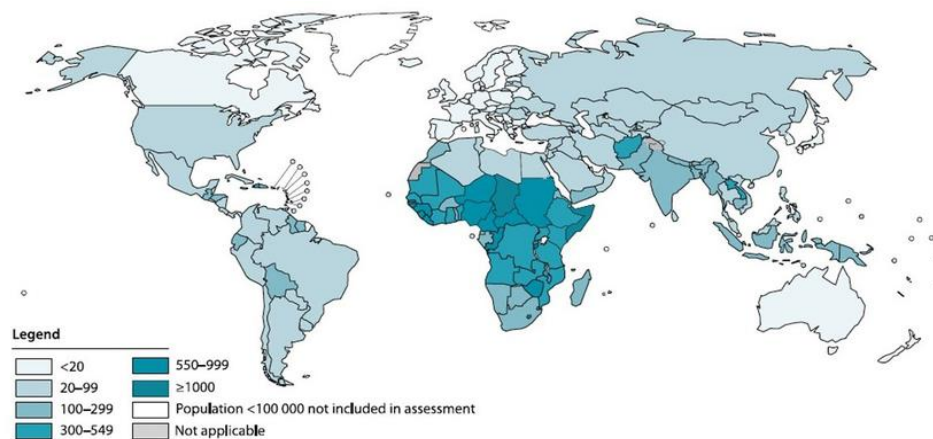 Legend
<20
20–99
100–299
300–549
550–999
≥1000
Population <100 000 not included in assessment
Not applicable